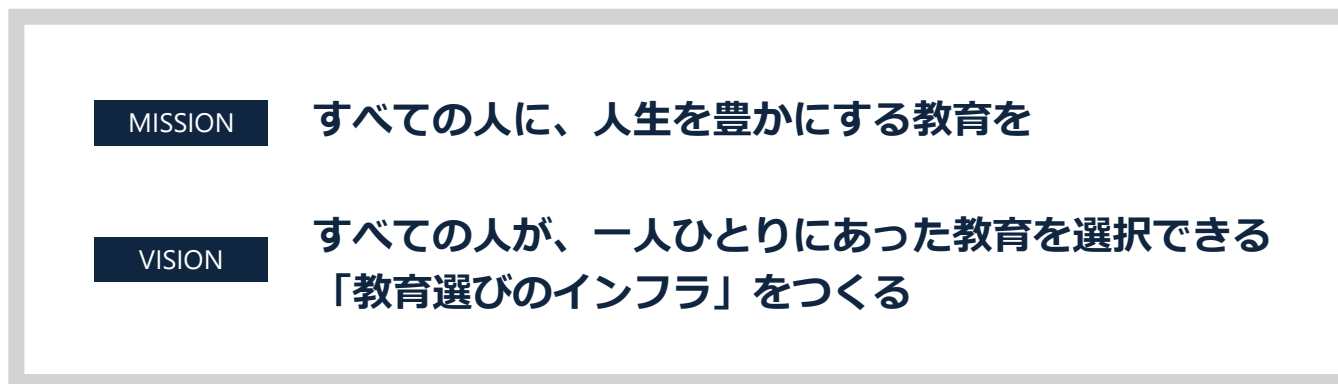 MISSION
すべての人に、人生を豊かにする教育を
VISION
すべての人が、一人ひとりにあった教育を選択できる
「教育選びのインフラ」をつくる